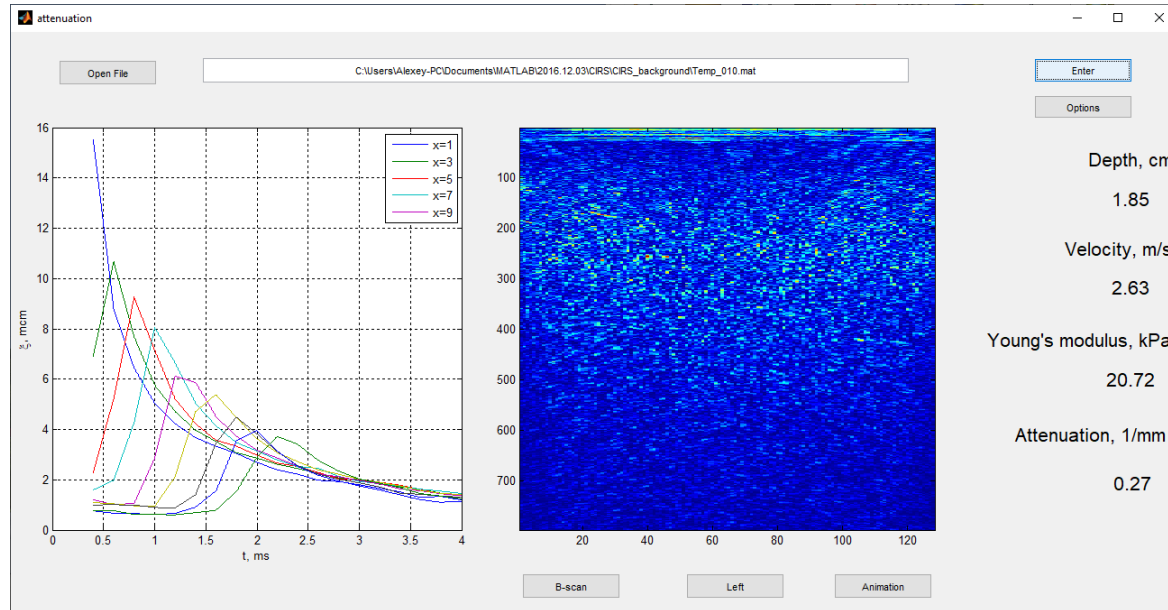 attenuation
Open File
C:\Users\Alexey-PC\Documents\MATLAB\2016.12.03\CIRS\CIRS_background\Temp_010.mat
Enter
Options
16
14
12
10
8
6
4
2
0
ξ, mcm
0 0.5 1 1.5 2 2.5 3 3.5 4
t, ms
x=1
x=3
x=5
x=7
x=9
100
200
300
400
500
600
700
20 40 60 80 100 120
Depth, cm
1.85
Velocity, m/s
2.63
Young's modulus, kPa
20.72
Attenuation, 1/mm
0.27
B-scan
Left
Animation